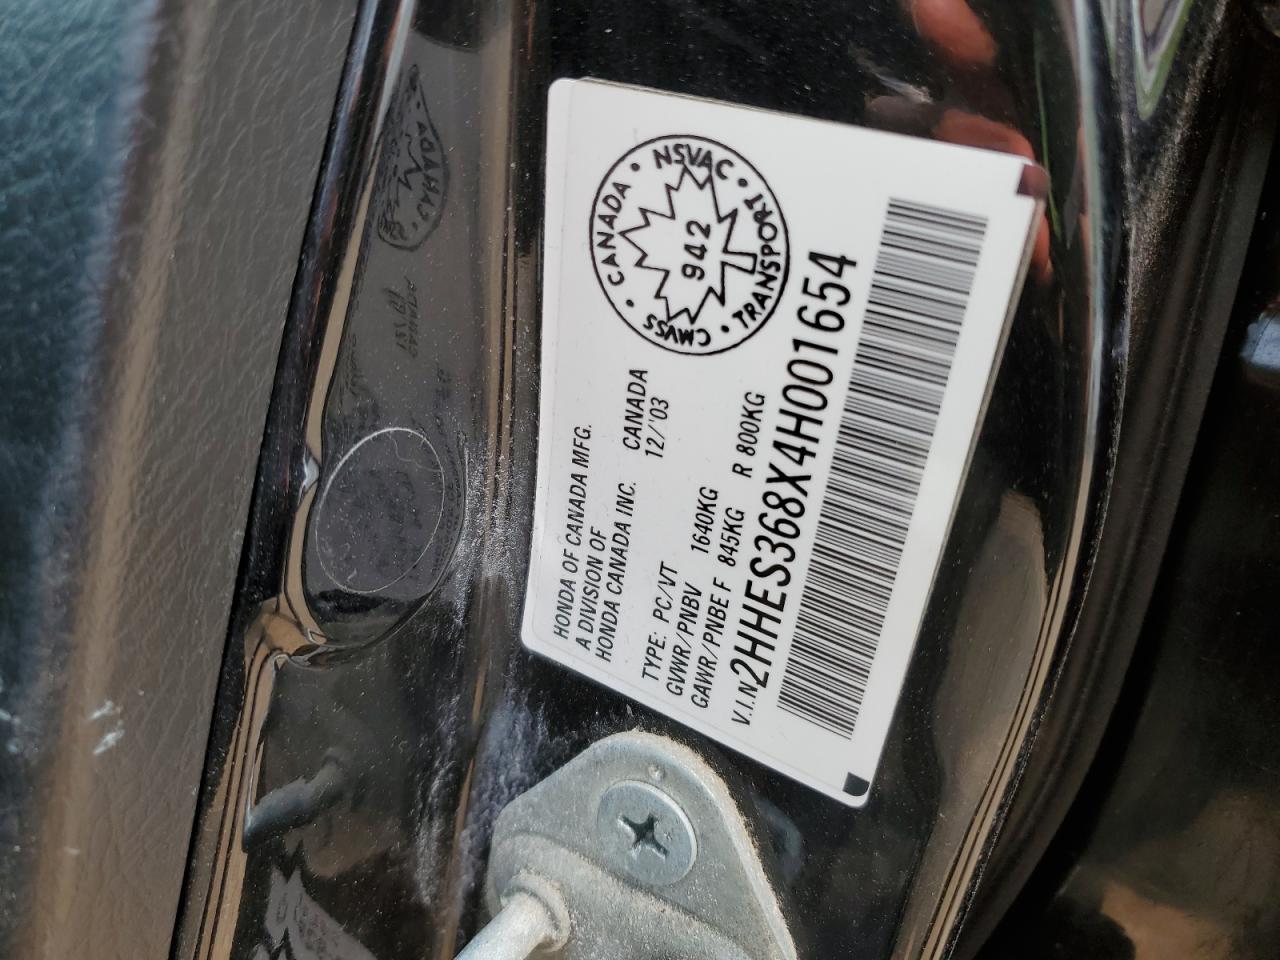 HONDA OF CANADA MFG.
A DIVISION OF
HONDA CANADA INC.
CANADA
12/'03
TYPE: PC/VT
GVWR/PNBV 1640KG
GAWR/PNBE F 845KG R 800KG
V.I.N. 2HHES368X4H001654
CANADA • NSVAC • TRANSPORT • CMVSS •
942